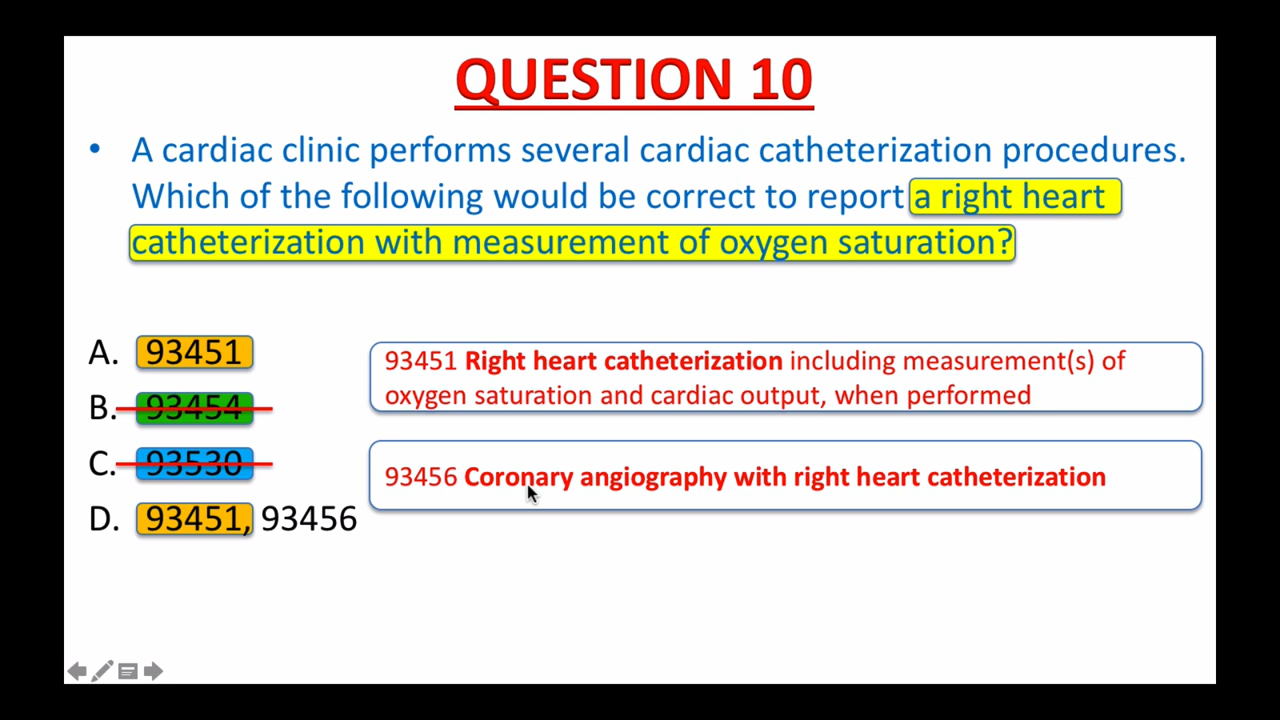 QUESTION 10
• A cardiac clinic performs several cardiac catheterization procedures.
Which of the following would be correct to report a right heart
catheterization with measurement of oxygen saturation?
A. 93451
B. 93454
C. 93530
D. 93451, 93456
93451 Right heart catheterization including measurement(s) of
oxygen saturation and cardiac output, when performed
93456 Coronary angiography with right heart catheterization